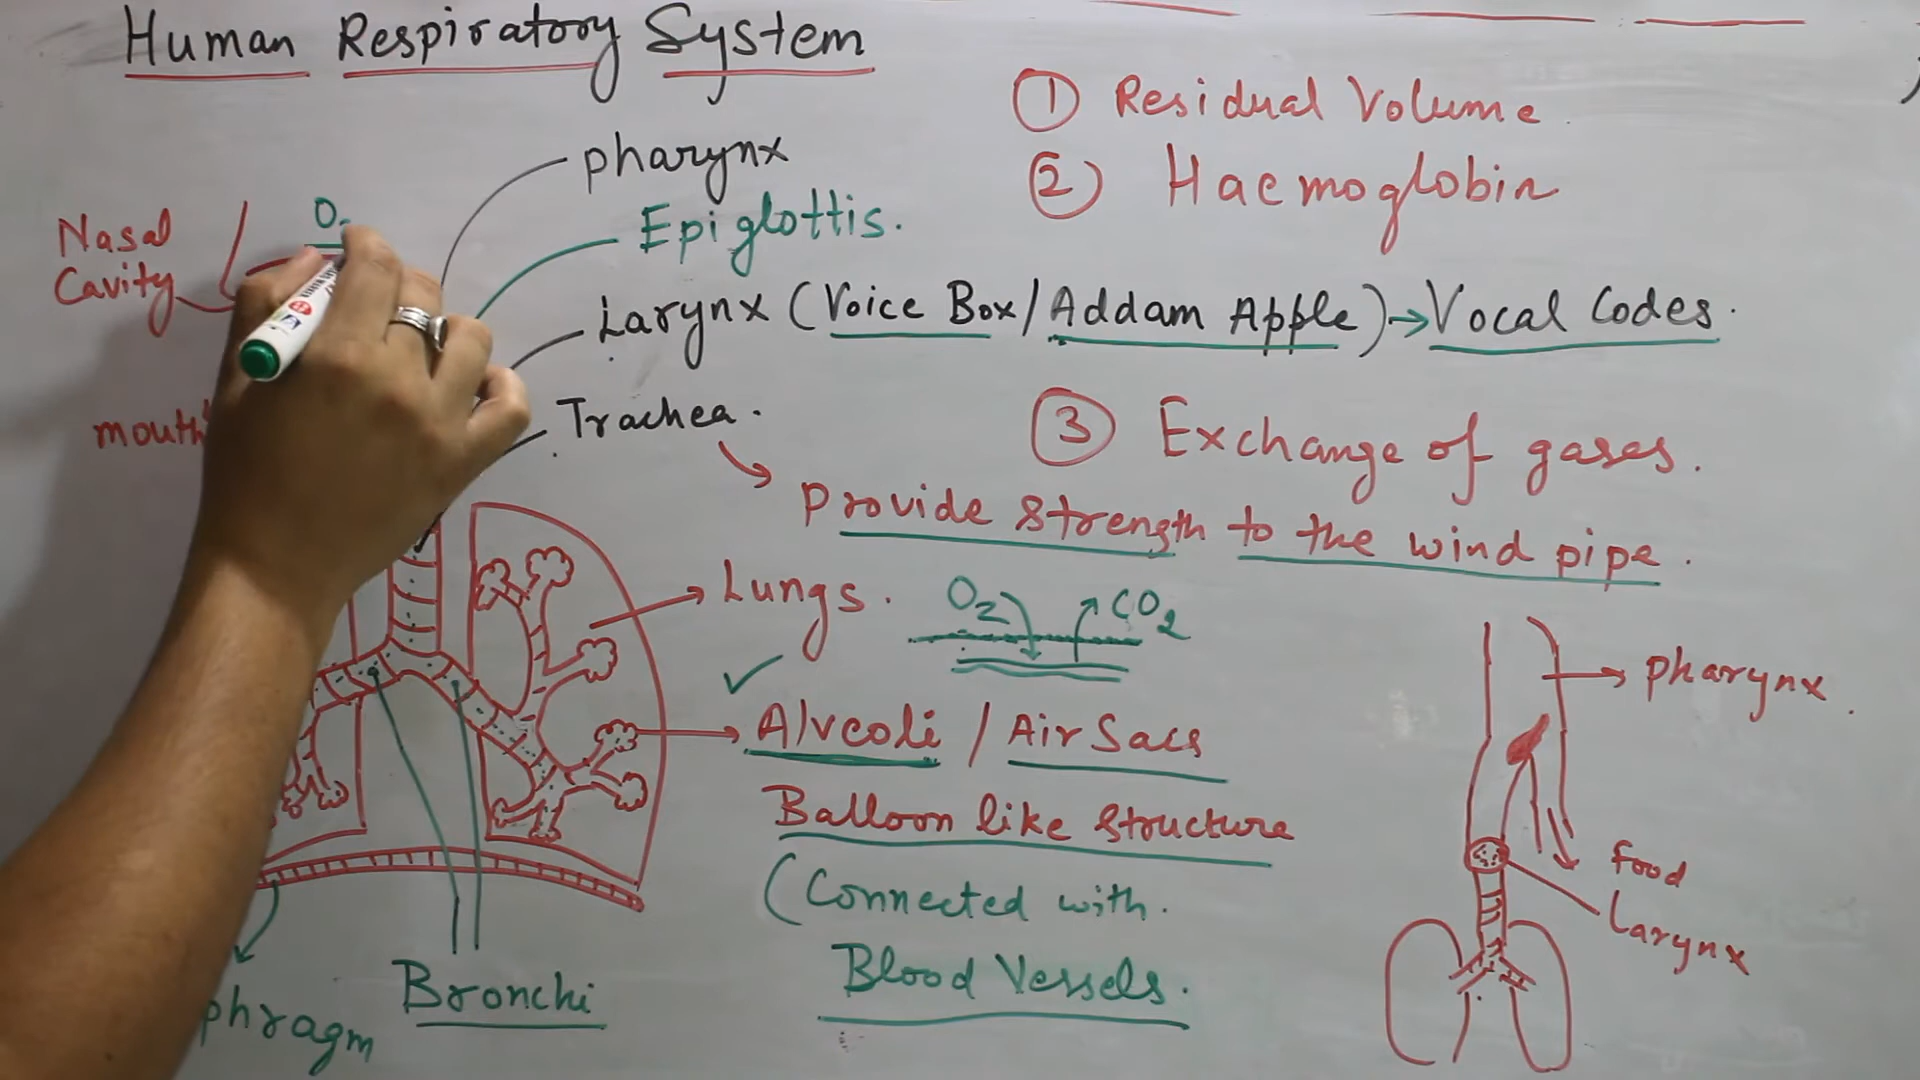 Human Respiratory System
① Residual Volume
② Haemoglobin
pharynx
Epiglottis.
Nasal
Cavity
Larynx (Voice Box/Addam Apple) → Vocal Codes.
mouth
Trachea.
③ Exchange of gases.
Provide strength to the wind pipe.
Lungs.
O2 CO2
Alveoli / Air Sacs
Balloon like structure
(Connected with.
Blood Vessels.
Bronchi
phragm
pharynx
Food
Larynx